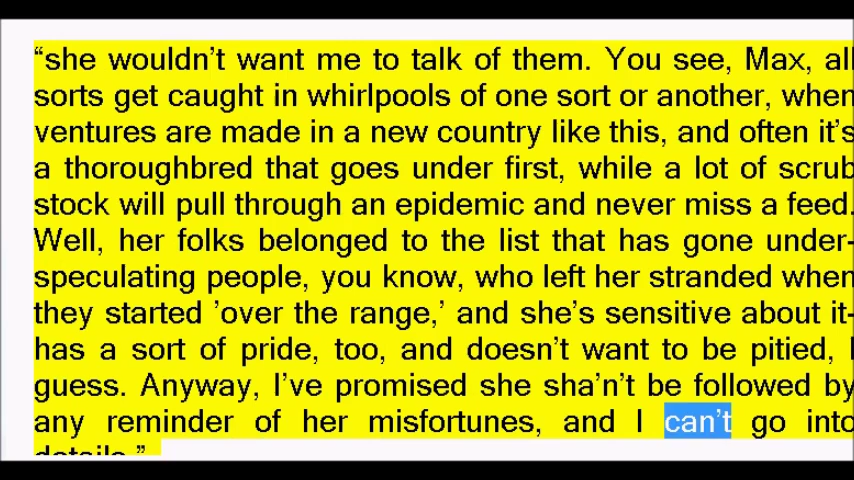 “she wouldn’t want me to talk of them. You see, Max, all
sorts get caught in whirlpools of one sort or another, when
ventures are made in a new country like this, and often it’s
a thoroughbred that goes under first, while a lot of scrub
stock will pull through an epidemic and never miss a feed.
Well, her folks belonged to the list that has gone under-
speculating people, you know, who left her stranded when
they started ’over the range,’ and she’s sensitive about it-
has a sort of pride, too, and doesn’t want to be pitied, I
guess. Anyway, I’ve promised she sha’n’t be followed by
any reminder of her misfortunes, and I can’t go into
details.”